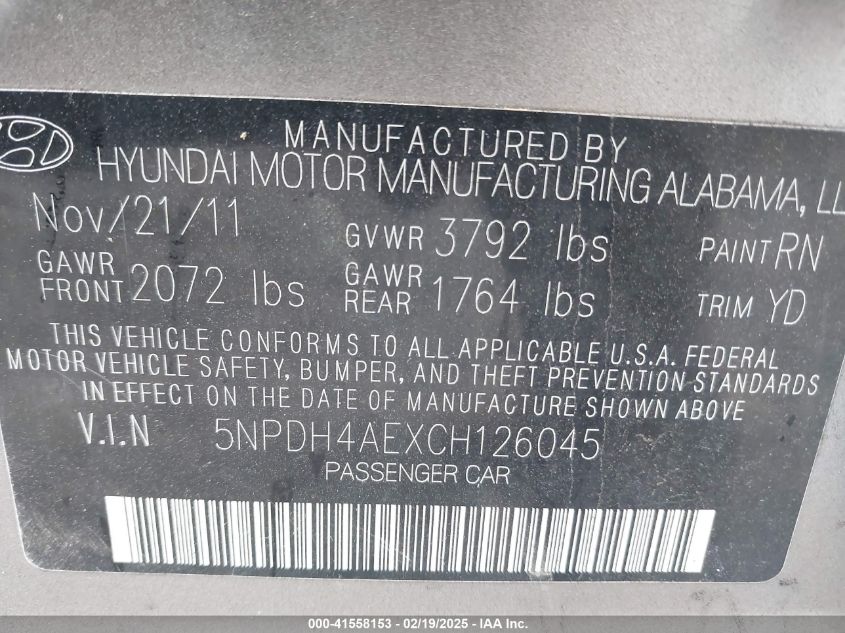 MANUFACTURED BY
HYUNDAI MOTOR MANUFACTURING ALABAMA, LL
Nov/21/11 GVWR 3792 lbs PAINT RN
GAWR FRONT 2072 lbs GAWR REAR 1764 lbs TRIM YD
THIS VEHICLE CONFORMS TO ALL APPLICABLE U.S.A. FEDERAL
MOTOR VEHICLE SAFETY, BUMPER, AND THEFT PREVENTION STANDARDS
IN EFFECT ON THE DATE OF MANUFACTURE SHOWN ABOVE
V.I.N 5NPDH4AEXCH126045
PASSENGER CAR
000-41558153 - 02/19/2025 - IAA Inc.